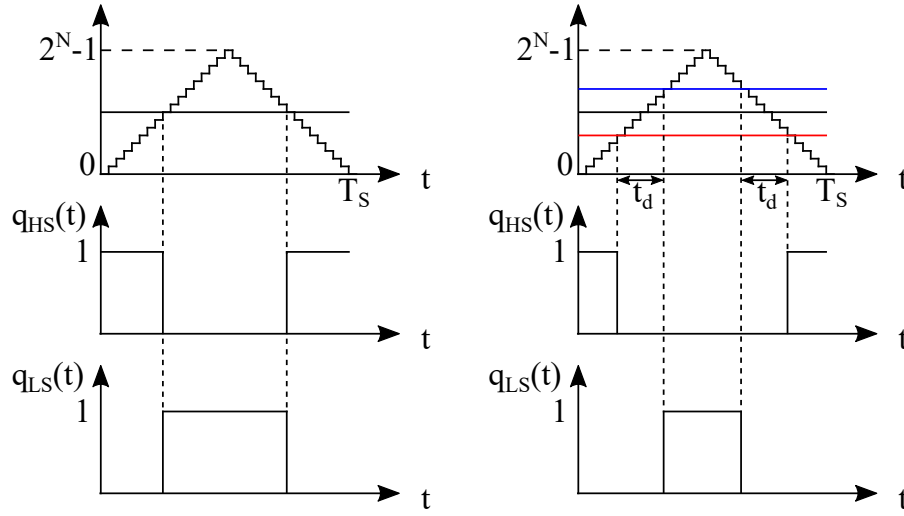 2^N-1
0
T_S
t
q_HS(t)
1
t
q_LS(t)
1
t
2^N-1
0
t_d
t_d
T_S
t
q_HS(t)
1
t
q_LS(t)
1
t